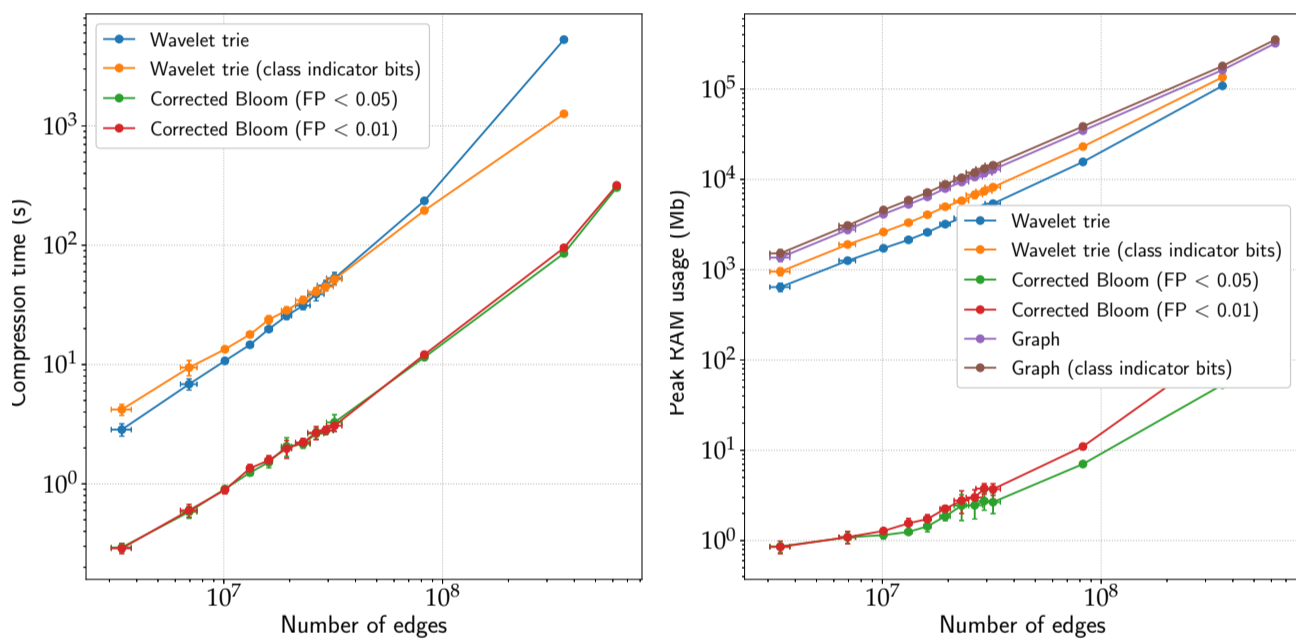 Wavelet trie
Wavelet trie (class indicator bits)
Corrected Bloom (FP < 0.05)
Corrected Bloom (FP < 0.01)
10³
10²
10¹
10⁰
Compression time (s)
10⁷
10⁸
Number of edges
10⁵
10⁴
10³
10²
10¹
10⁰
Peak RAM usage (Mb)
Wavelet trie
Wavelet trie (class indicator bits)
Corrected Bloom (FP < 0.05)
Corrected Bloom (FP < 0.01)
Graph
Graph (class indicator bits)
10⁷
10⁸
Number of edges